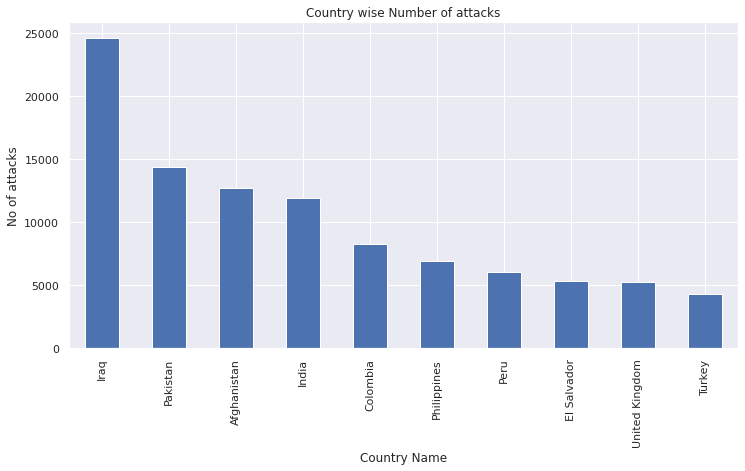 Country wise Number of attacks
No of attacks
25000
20000
15000
10000
5000
0
Iraq
Pakistan
Afghanistan
India
Colombia
Philippines
Peru
El Salvador
United Kingdom
Turkey
Country Name